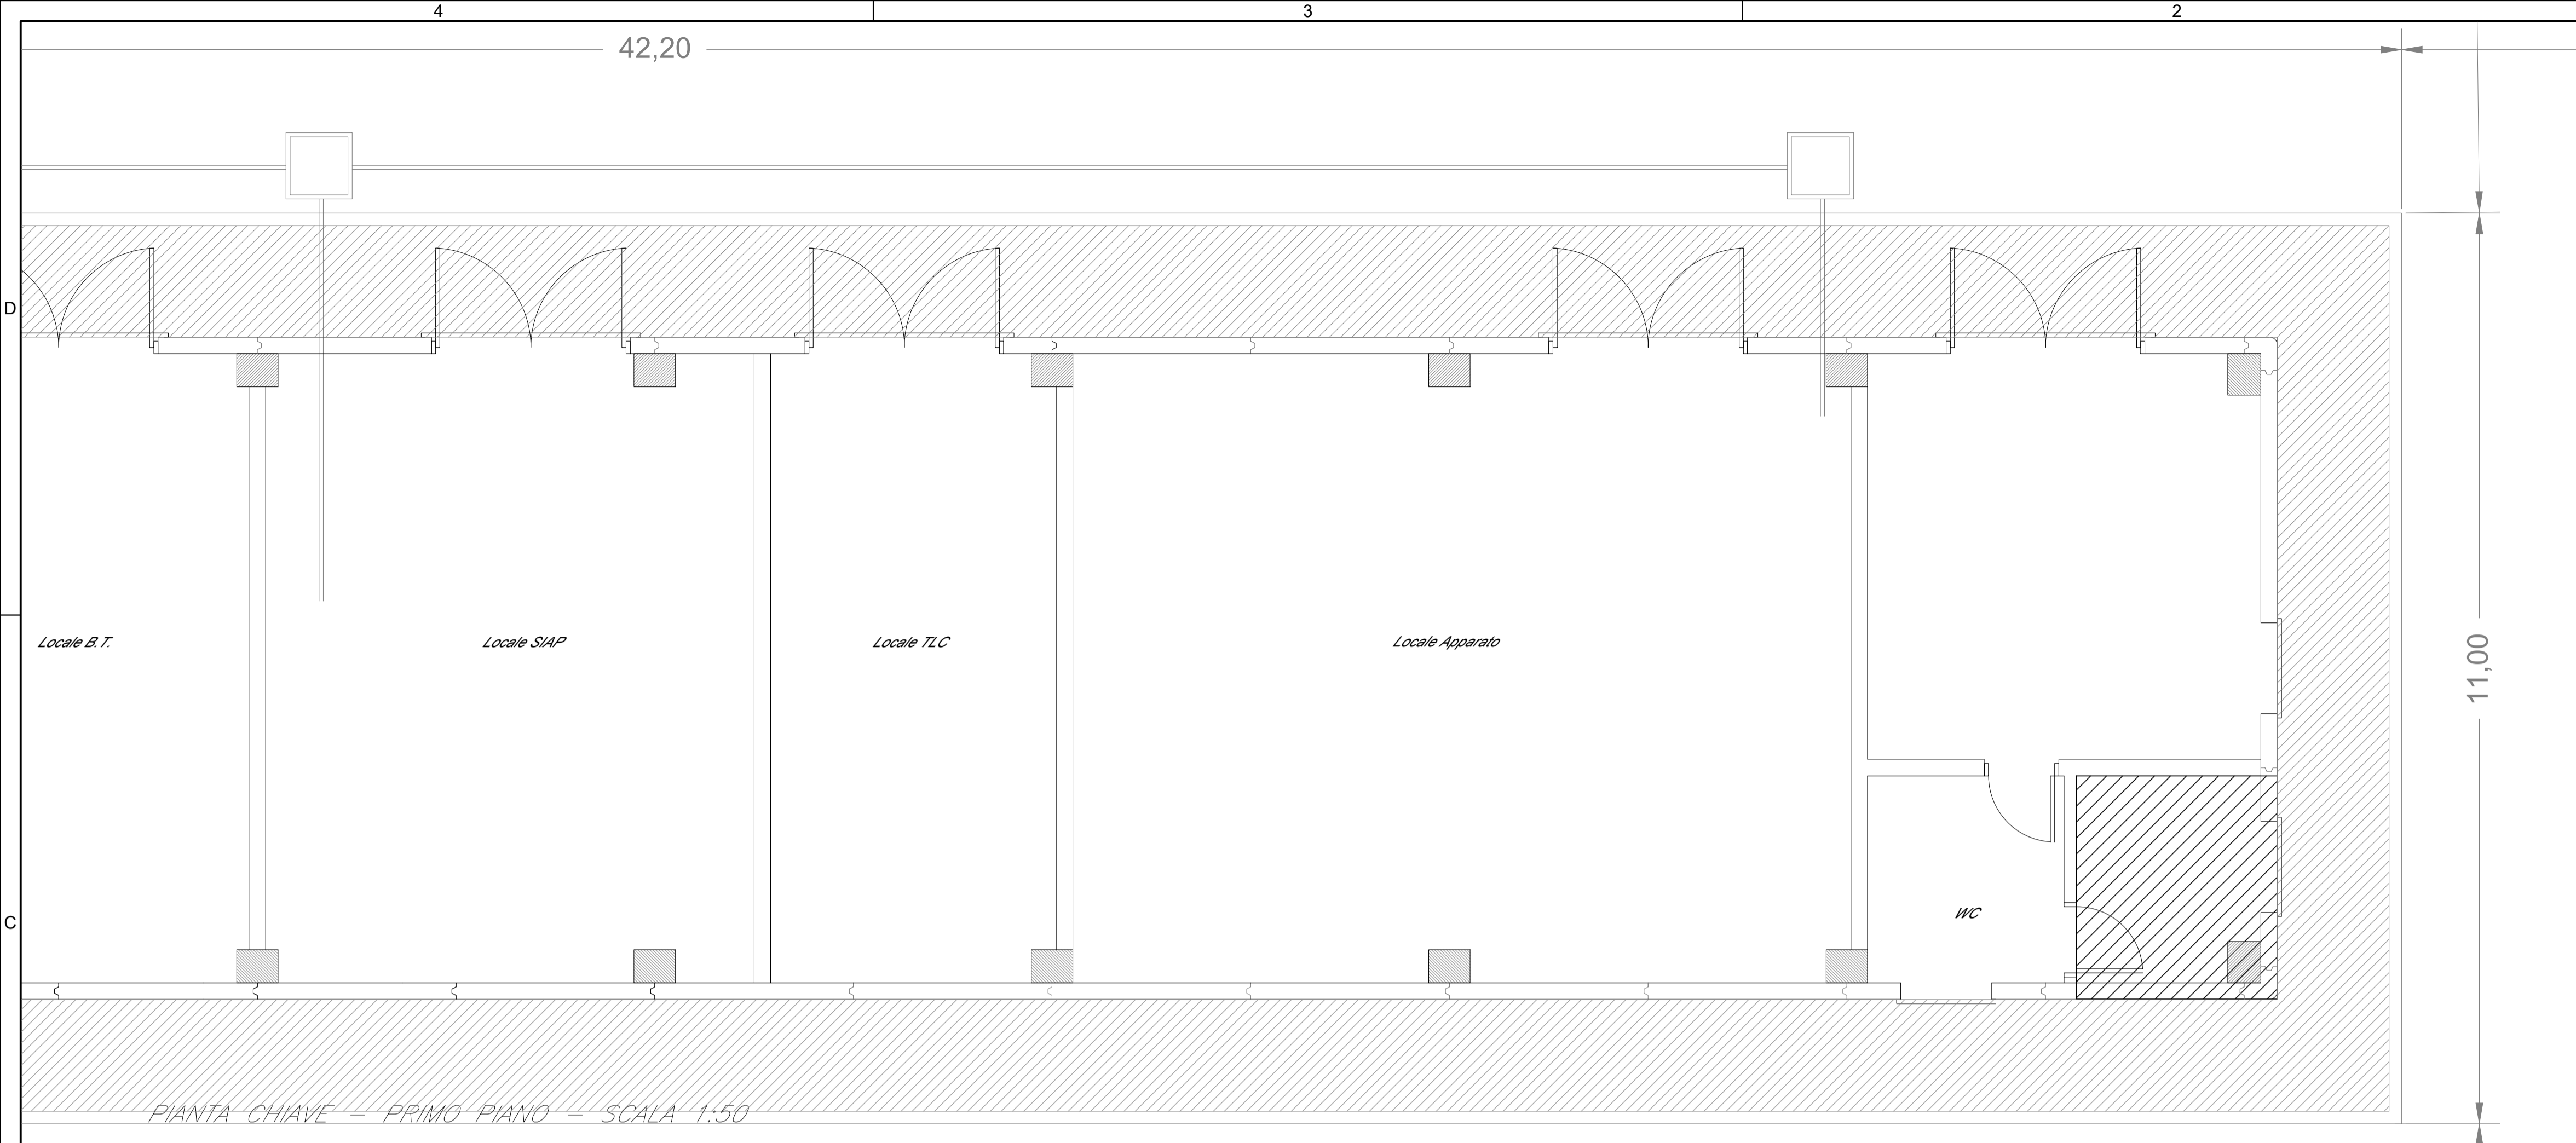 4
3
2
42,20
D
Locale B.T.
Locale SIAP
Locale TLC
Locale Apparato
11,00
C
WC
PIANTA CHIAVE - PRIMO PIANO - SCALA 1:50